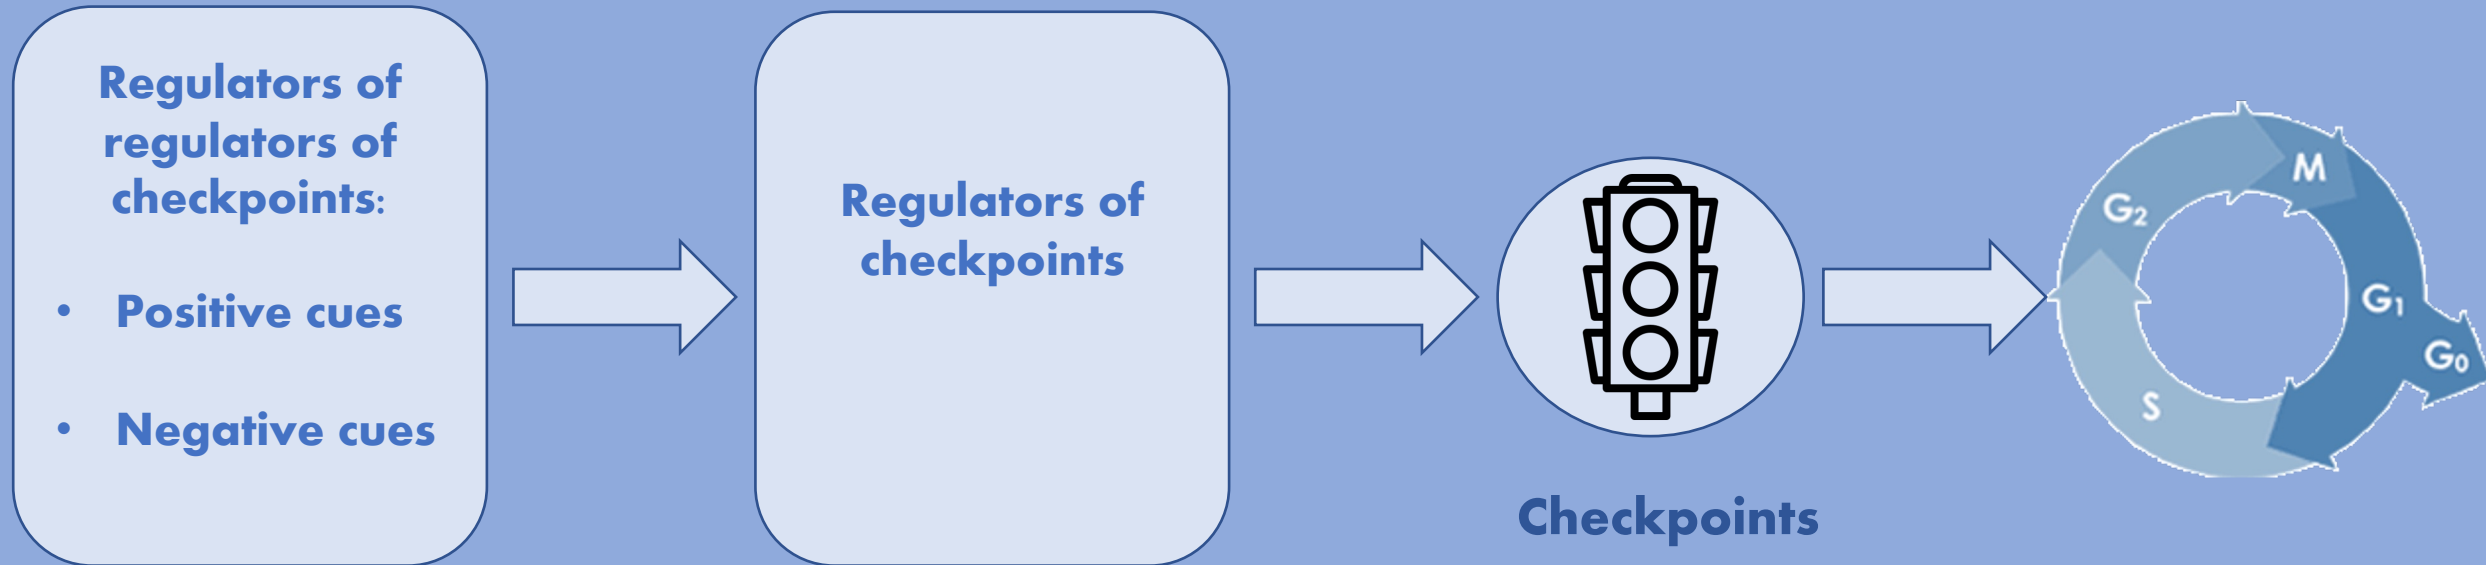 Regulators of
regulators of
checkpoints:
• Positive cues
• Negative cues
Regulators of
checkpoints
Checkpoints
M
G2
G1
G0
S